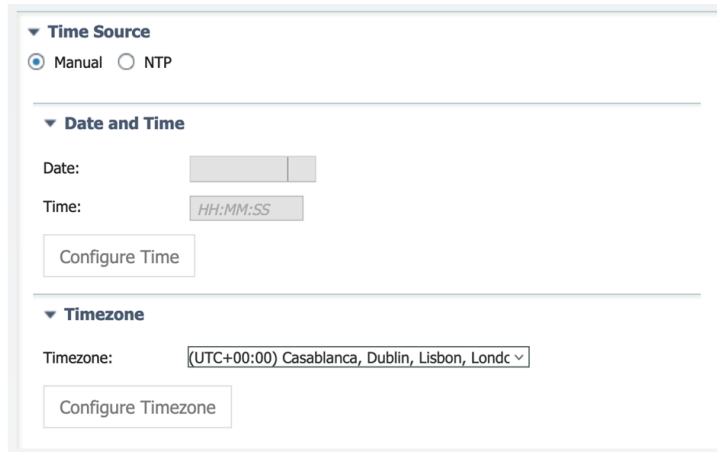 Time Source
Manual NTP
Date and Time
Date:
Time: HH:MM:SS
Configure Time
Timezone
Timezone: (UTC+00:00) Casablanca, Dublin, Lisbon, Londc
Configure Timezone